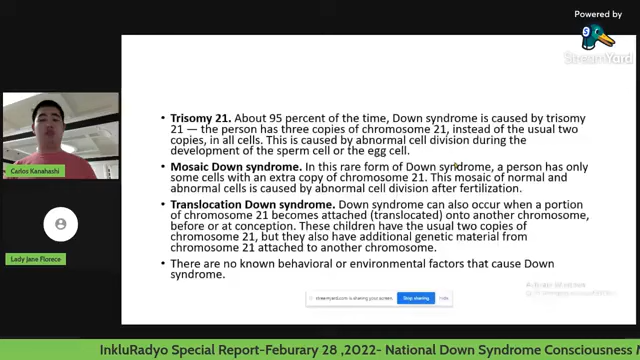 Powered by
StreamYard
• Trisomy 21. About 95 percent of the time, Down syndrome is caused by trisomy
21 — the person has three copies of chromosome 21, instead of the usual two
copies, in all cells. This is caused by abnormal cell division during the
development of the sperm cell or the egg cell.
• Mosaic Down syndrome. In this rare form of Down syndrome, a person has only
some cells with an extra copy of chromosome 21. This mosaic of normal and
abnormal cells is caused by abnormal cell division after fertilization.
• Translocation Down syndrome. Down syndrome can also occur when a portion
of chromosome 21 becomes attached (translocated) onto another chromosome,
before or at conception. These children have the usual two copies of
chromosome 21, but they also have additional genetic material from
chromosome 21 attached to another chromosome.
• There are no known behavioral or environmental factors that cause Down
syndrome.
Carlos Kanahashi
Lady Jane Florece
streamyard.com is sharing your screen.
Stop sharing
Hide
InkluRadyo Special Report-Feburary 28 ,2022- National Down Syndrome Consciousness